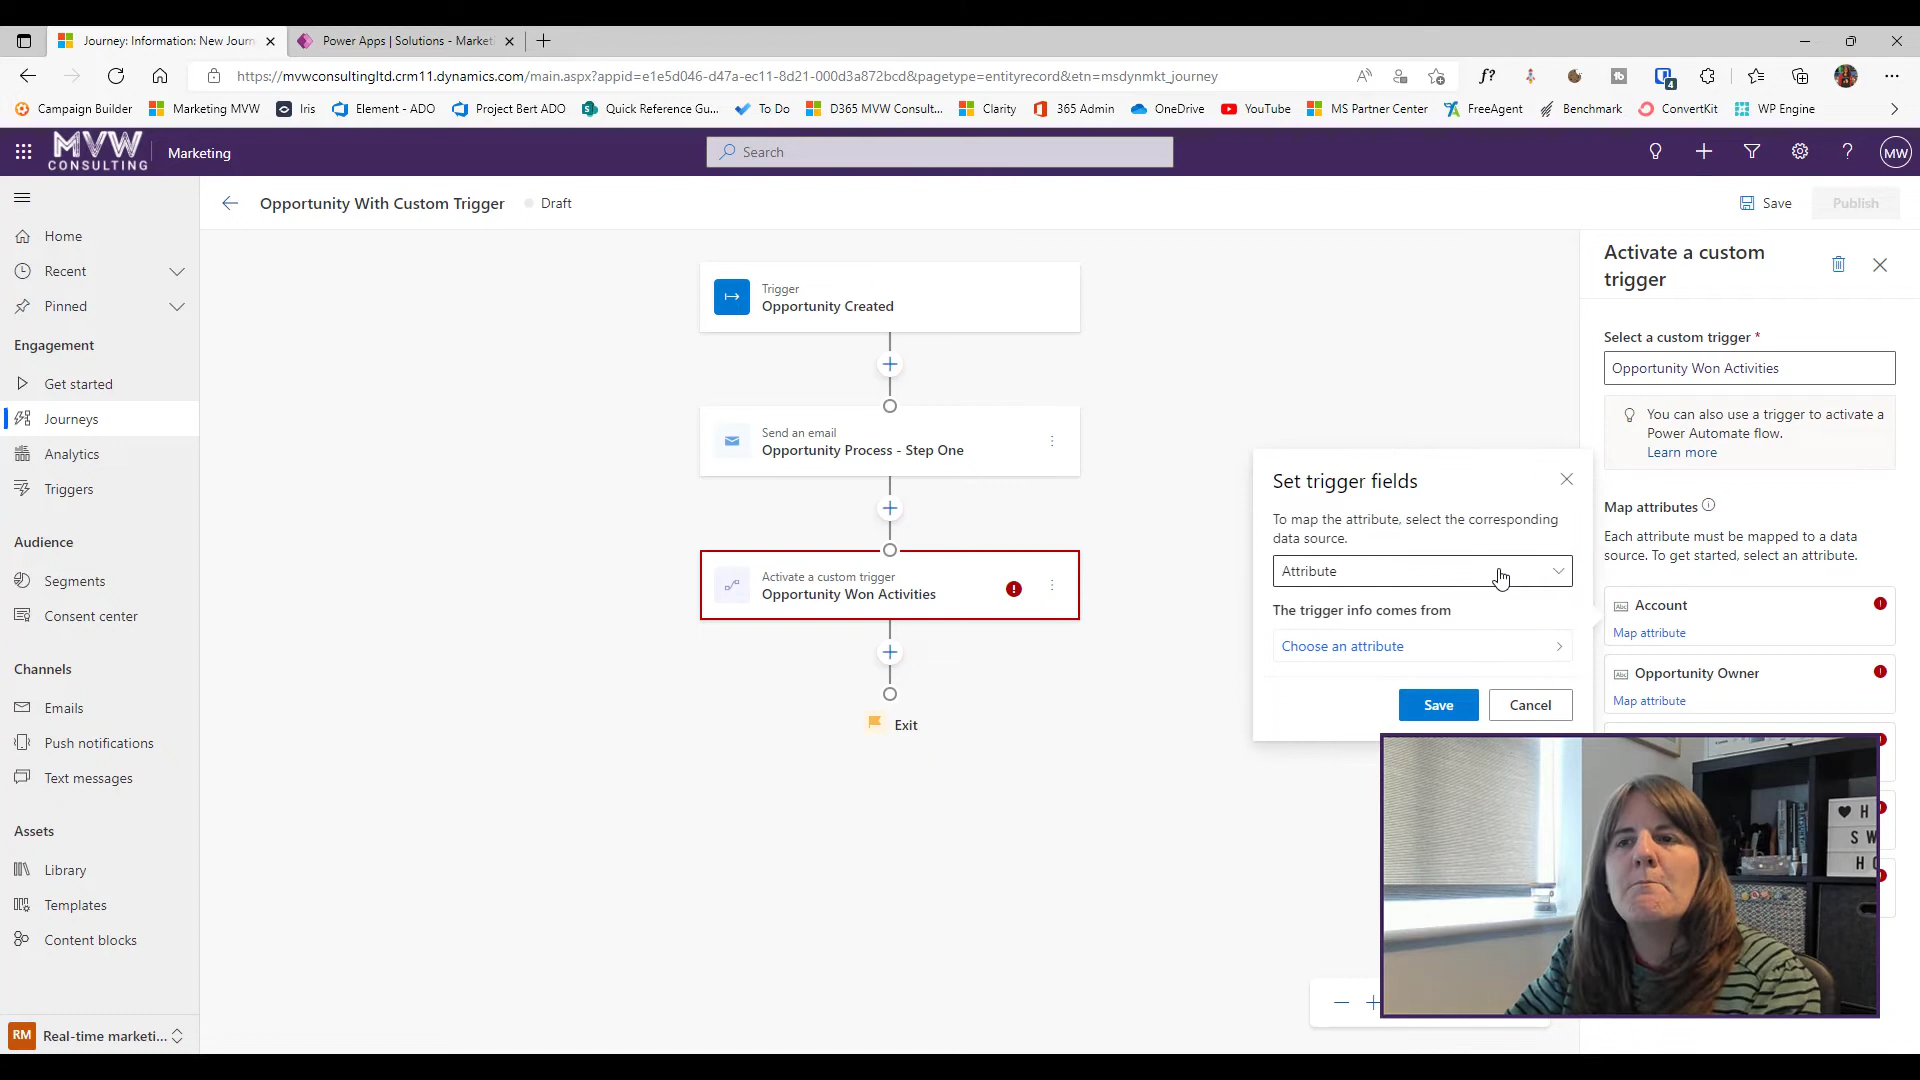 Journey: Information: New Journ
Power Apps | Solutions - Market
https://mvwconsultingltd.crm11.dynamics.com/main.aspx?appid=e1e5d046-d47a-ec11-8d21-000d3a872bcd&pagetype=entityrecord&etn=msdynmkt_journey
Campaign Builder
Marketing MVW
Iris
Element - ADO
Project Bert ADO
Quick Reference Gu...
To Do
D365 MVW Consult...
Clarity
365 Admin
OneDrive
YouTube
MS Partner Center
FreeAgent
Benchmark
ConvertKit
WP Engine
MVW
CONSULTING
Marketing
Search
MW
Opportunity With Custom Trigger
Draft
Save
Publish
Home
Recent
Pinned
Engagement
Get started
Journeys
Analytics
Triggers
Audience
Segments
Consent center
Channels
Emails
Push notifications
Text messages
Assets
Library
Templates
Content blocks
RM
Real-time marketi...
Trigger
Opportunity Created
Send an email
Opportunity Process - Step One
Activate a custom trigger
Opportunity Won Activities
Exit
Set trigger fields
To map the attribute, select the corresponding
data source.
Attribute
The trigger info comes from
Choose an attribute
Save
Cancel
Activate a custom
trigger
Select a custom trigger *
Opportunity Won Activities
You can also use a trigger to activate a
Power Automate flow.
Learn more
Map attributes
Each attribute must be mapped to a data
source. To get started, select an attribute.
Abc Account
Map attribute
Abc Opportunity Owner
Map attribute
H
S W
H